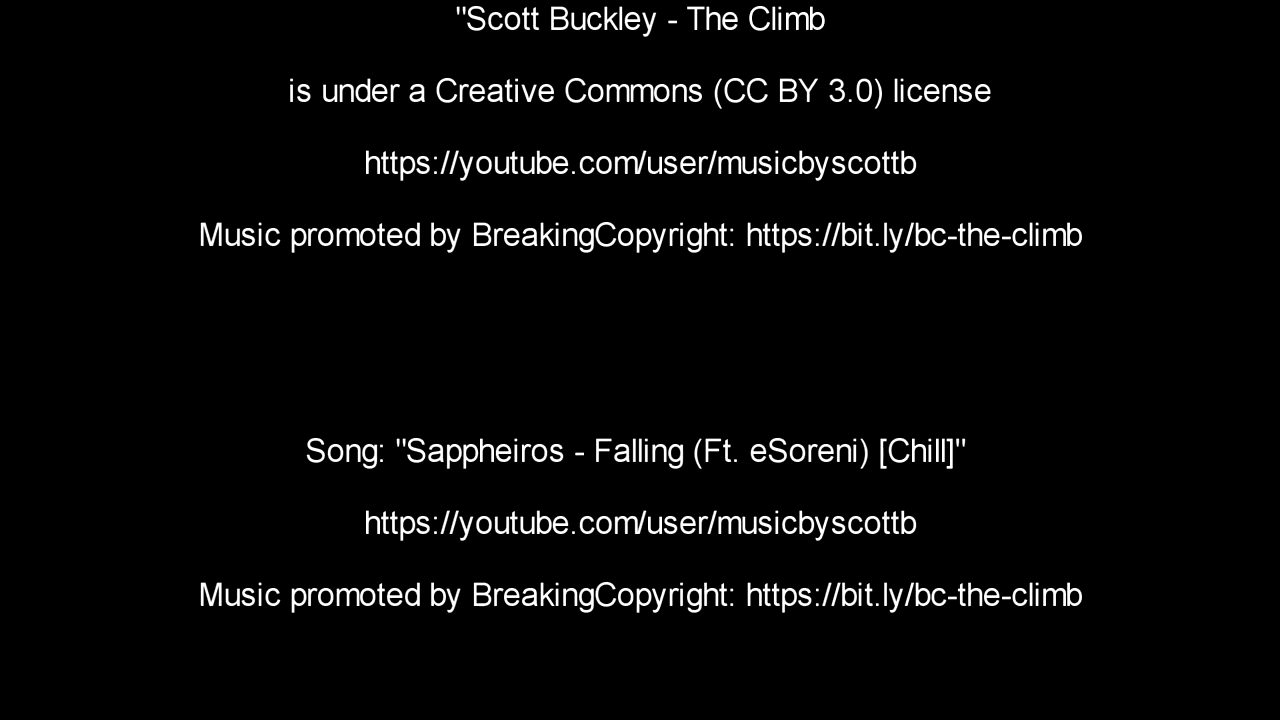 "Scott Buckley - The Climb
is under a Creative Commons (CC BY 3.0) license
https://youtube.com/user/musicbyscottb
Music promoted by BreakingCopyright: https://bit.ly/bc-the-climb
Song: "Sappheiros - Falling (Ft. eSoreni) [Chill]"
https://youtube.com/user/musicbyscottb
Music promoted by BreakingCopyright: https://bit.ly/bc-the-climb